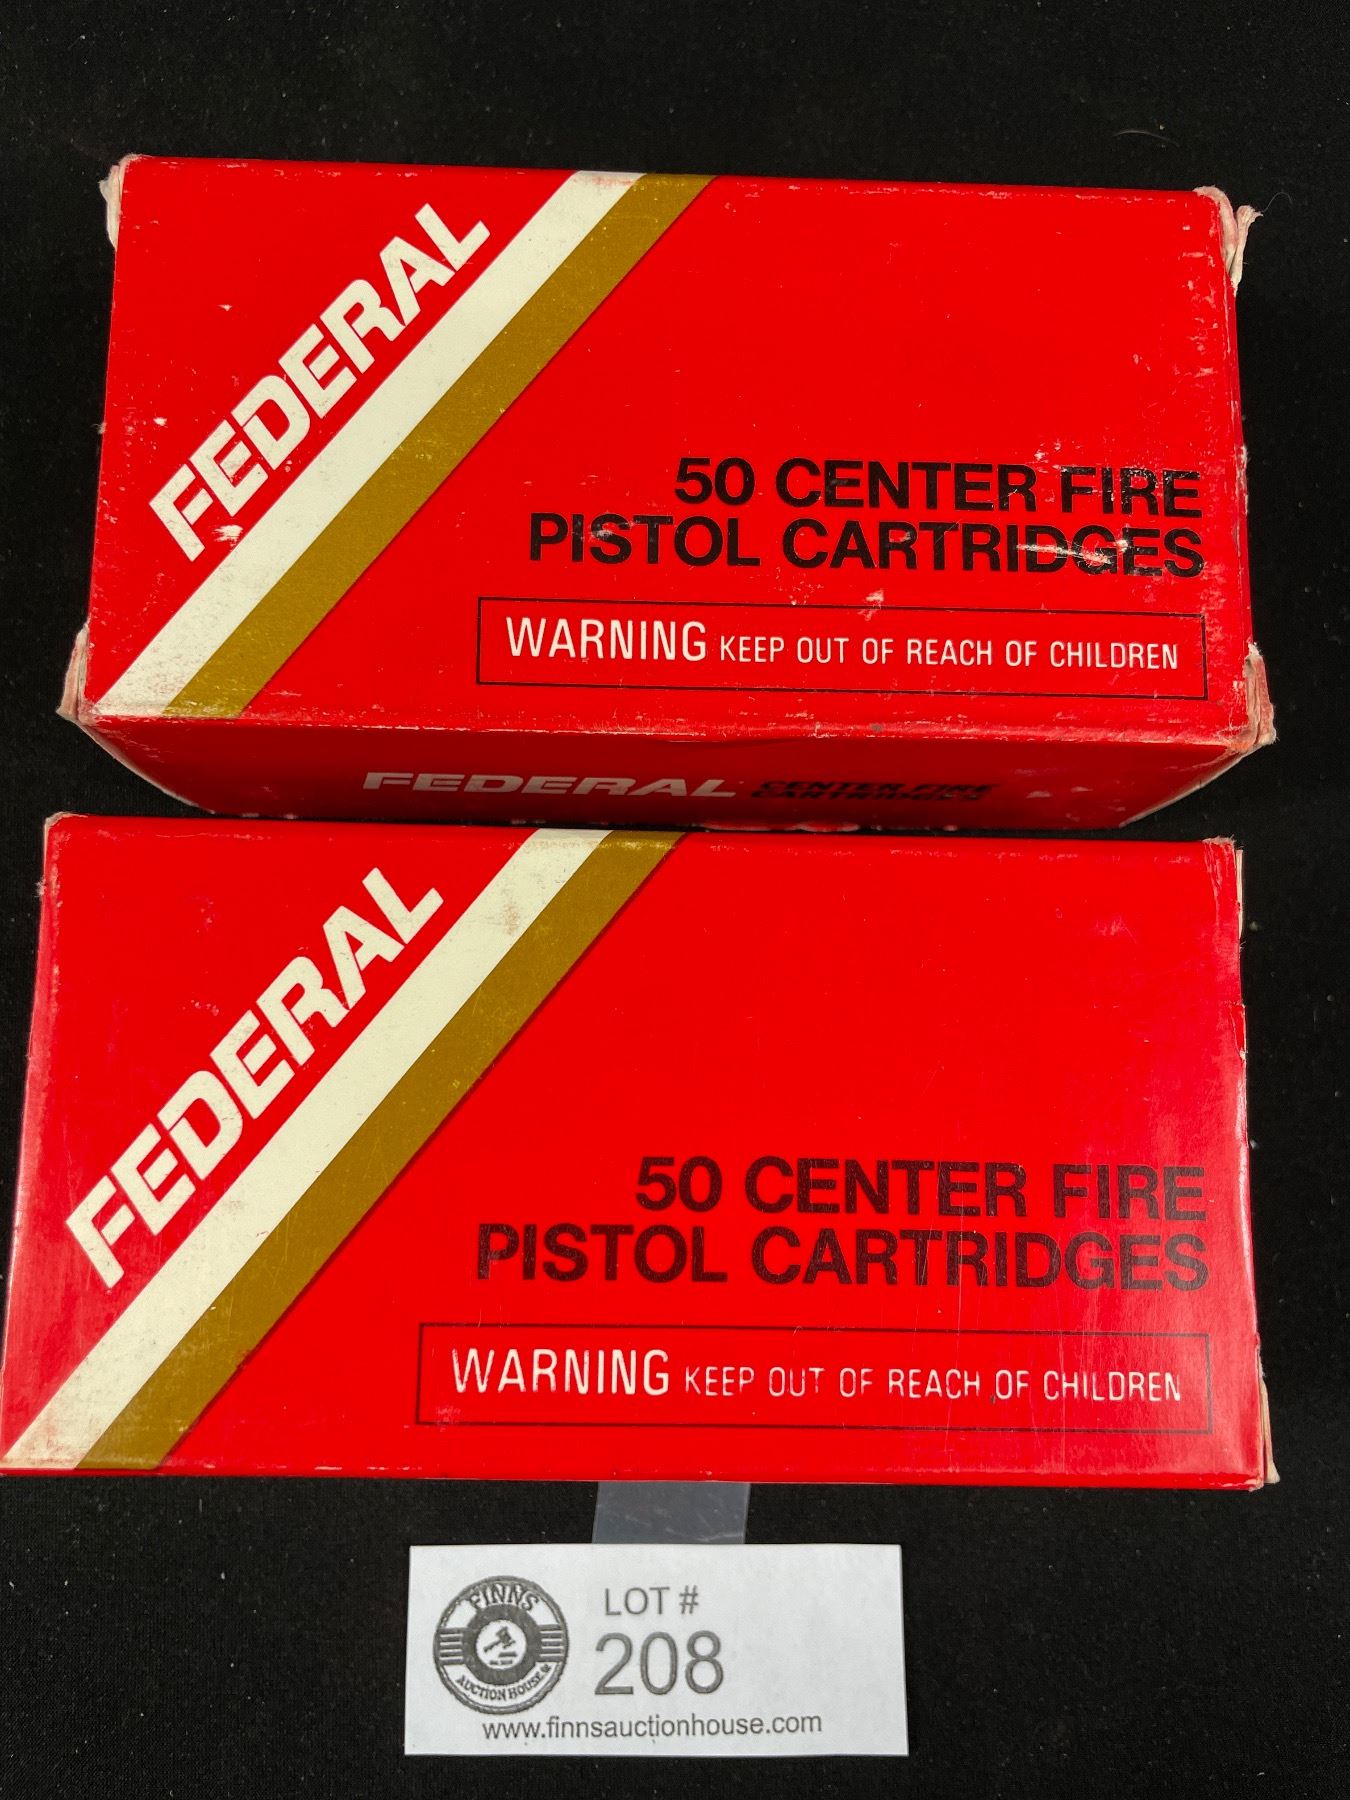 FEDERAL
50 CENTER FIRE
PISTOL CARTRIDGES
WARNING KEEP OUT OF REACH OF CHILDREN
FEDERAL CENTER FIRE
CARTRIDGES
FEDERAL
50 CENTER FIRE
PISTOL CARTRIDGES
WARNING KEEP OUT OF REACH OF CHILDREN
FINNS
AUCTION HOUSE
LOT #
208
www.finnsauctionhouse.com